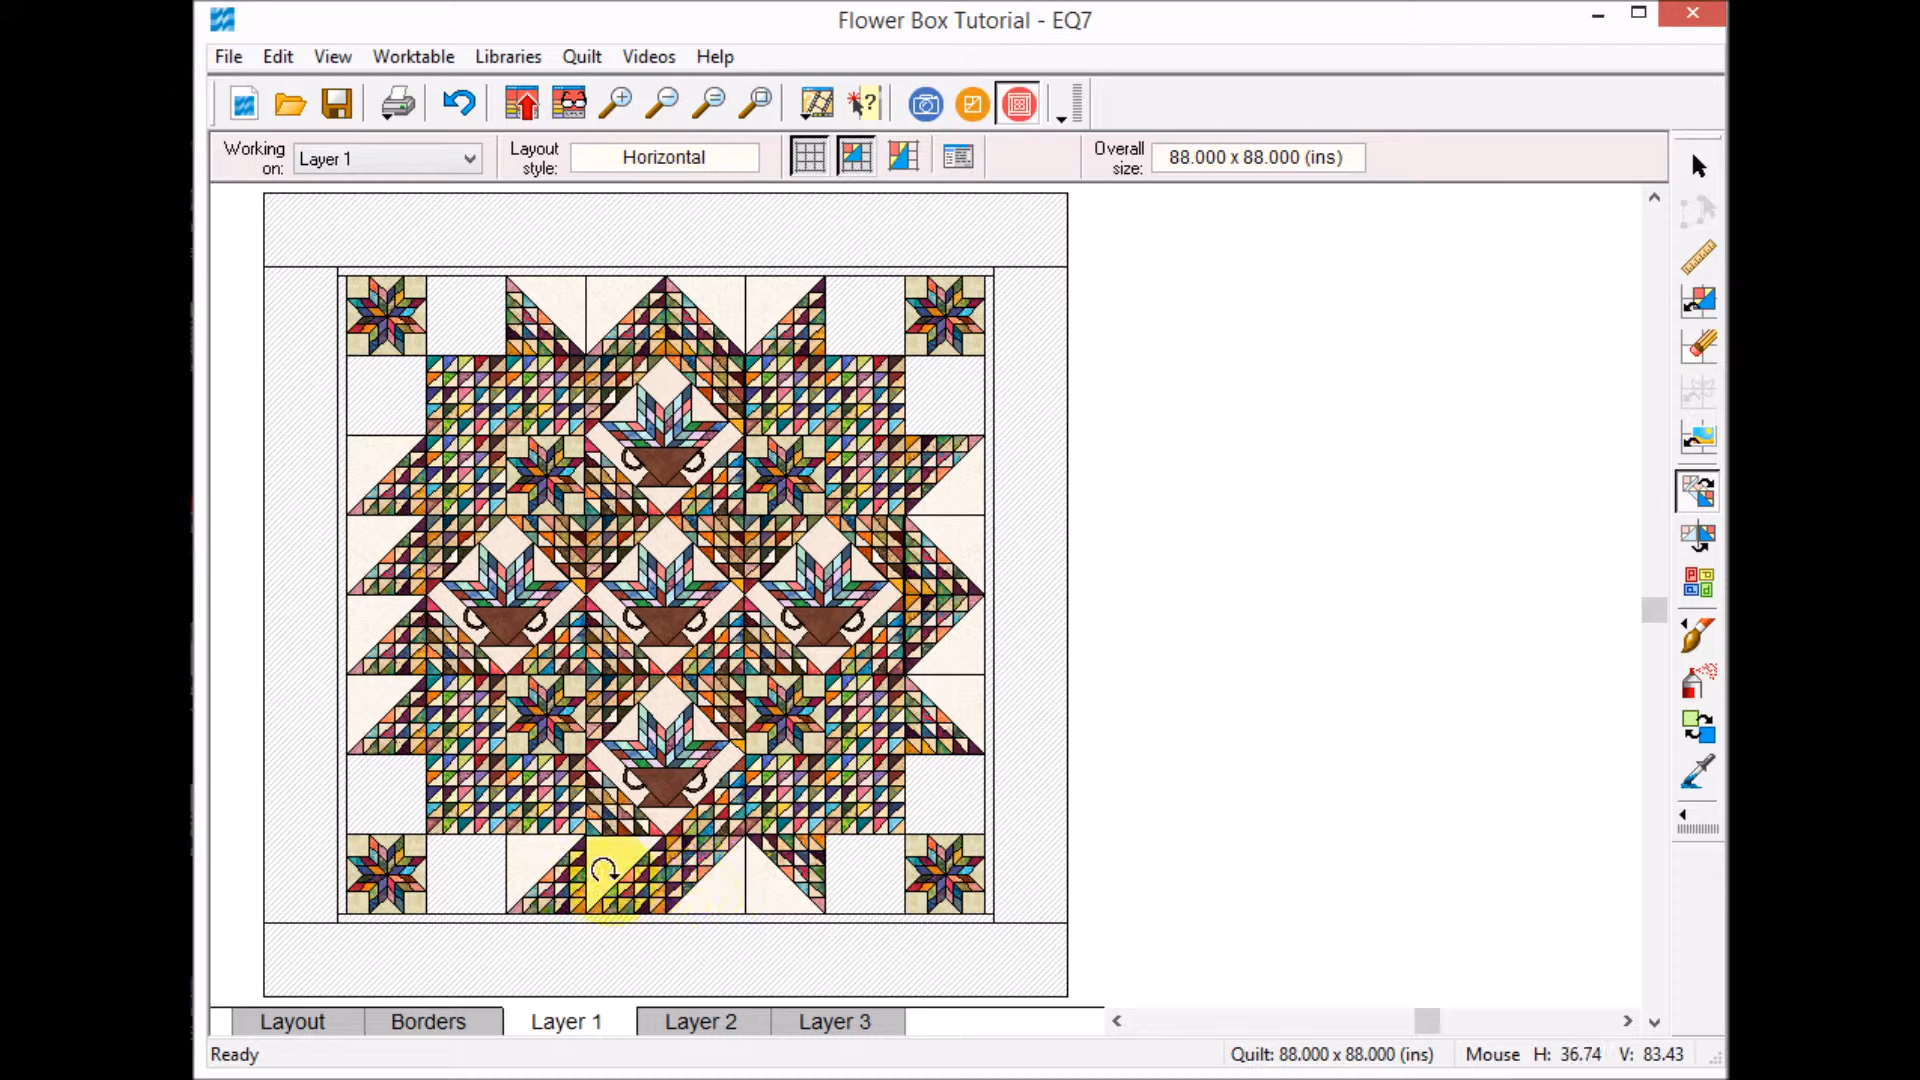 Flower Box Tutorial - EQ7
File Edit View Worktable Libraries Quilt Videos Help
Working on: Layer 1 Layout style: Horizontal Overall size: 88.000 x 88.000 (ins)
Layout Borders Layer 1 Layer 2 Layer 3
Ready Quilt: 88.000 x 88.000 (ins) Mouse H: 36.74 V: 83.43